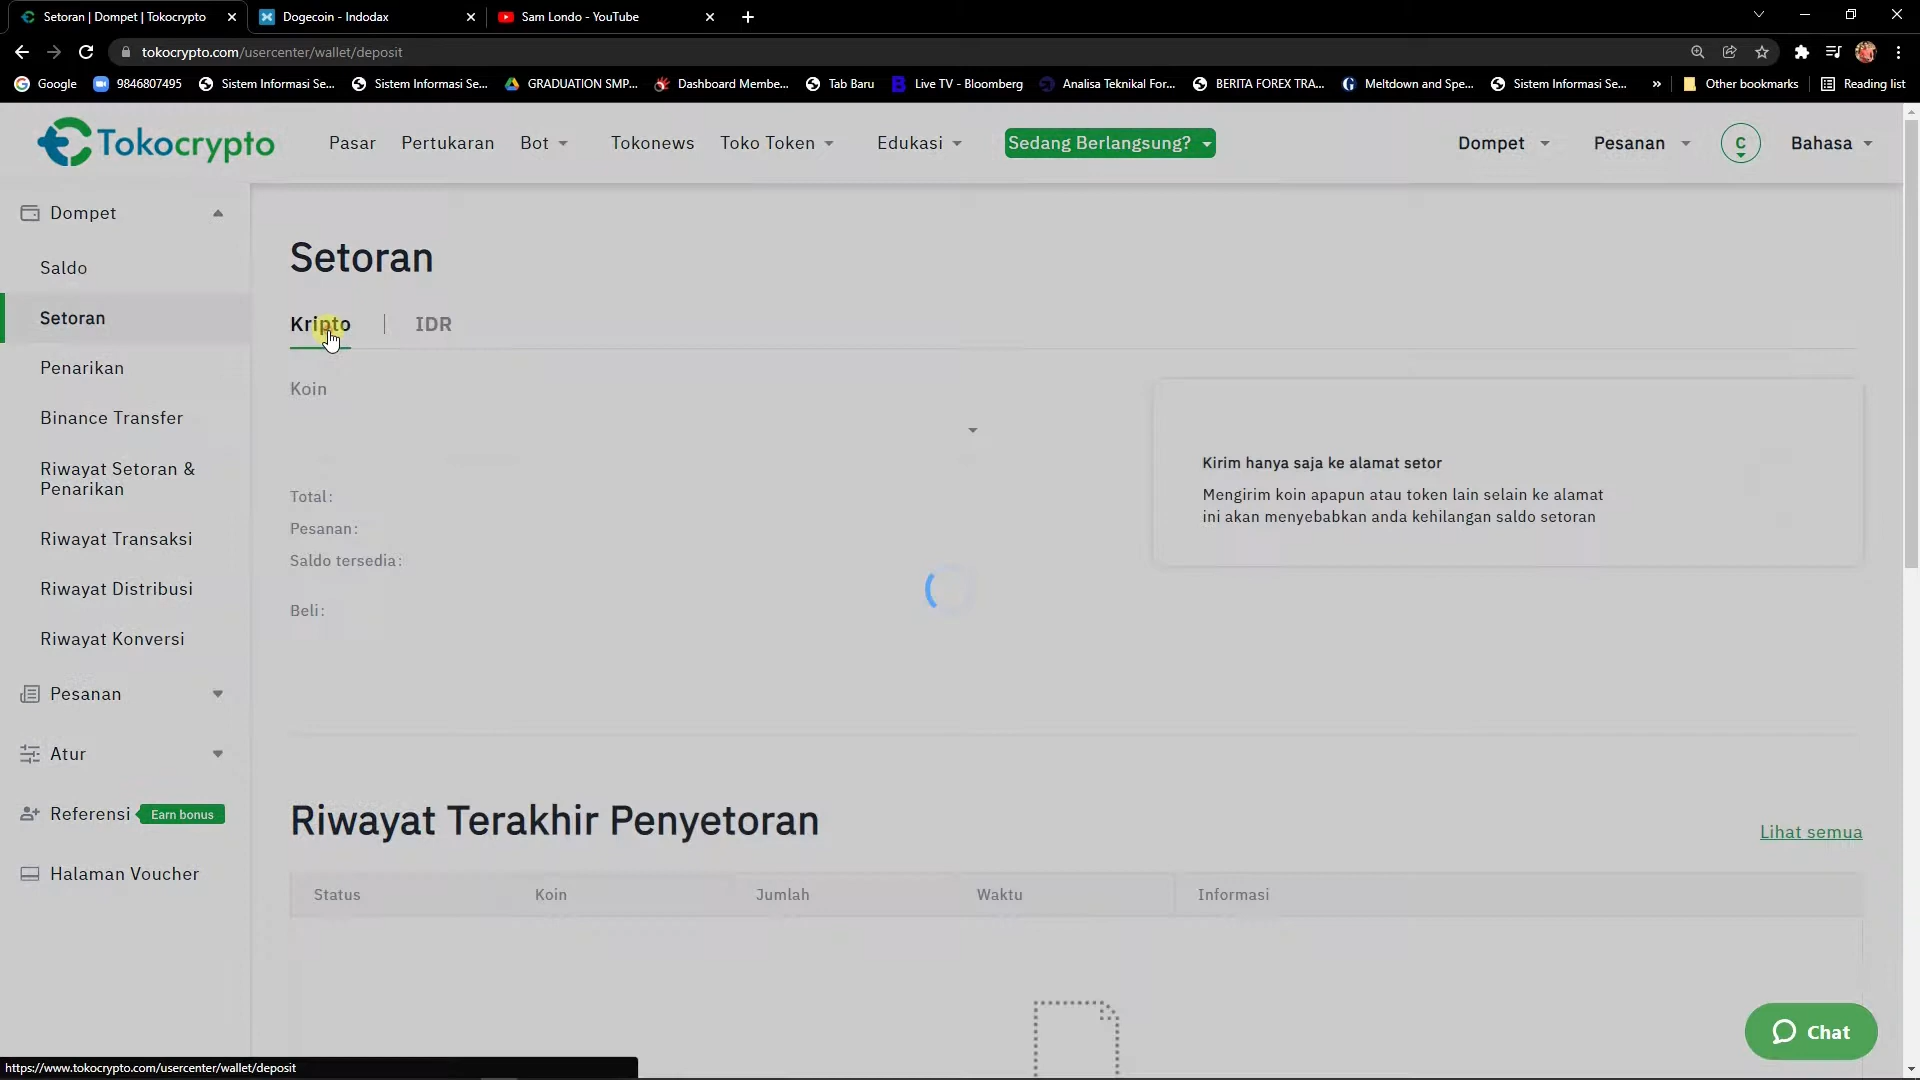 Setoran | Dompet | Tokocrypto
Dogecoin - Indodax
Sam Londo - YouTube
tokocrypto.com/usercenter/wallet/deposit
Google
9846807495
Sistem Informasi Se...
Sistem Informasi Se...
GRADUATION SMP...
Dashboard Membe...
Tab Baru
Live TV - Bloomberg
Analisa Teknikal For...
BERITA FOREX TRA...
Meltdown and Spe...
Sistem Informasi Se...
»
Other bookmarks
Reading list
Tokocrypto
Pasar
Pertukaran
Bot
Tokonews
Toko Token
Edukasi
Sedang Berlangsung?
Dompet
Pesanan
C
Bahasa
Dompet
Saldo
Setoran
Penarikan
Binance Transfer
Riwayat Setoran &
Penarikan
Riwayat Transaksi
Riwayat Distribusi
Riwayat Konversi
Pesanan
Atur
Referensi
Earn bonus
Halaman Voucher
Setoran
Kripto | IDR
Koin
Total:
Pesanan:
Saldo tersedia:
Beli:
Kirim hanya saja ke alamat setor
Mengirim koin apapun atau token lain selain ke alamat
ini akan menyebabkan anda kehilangan saldo setoran
Riwayat Terakhir Penyetoran
Lihat semua
Status
Koin
Jumlah
Waktu
Informasi
Chat
https://www.tokocrypto.com/usercenter/wallet/deposit